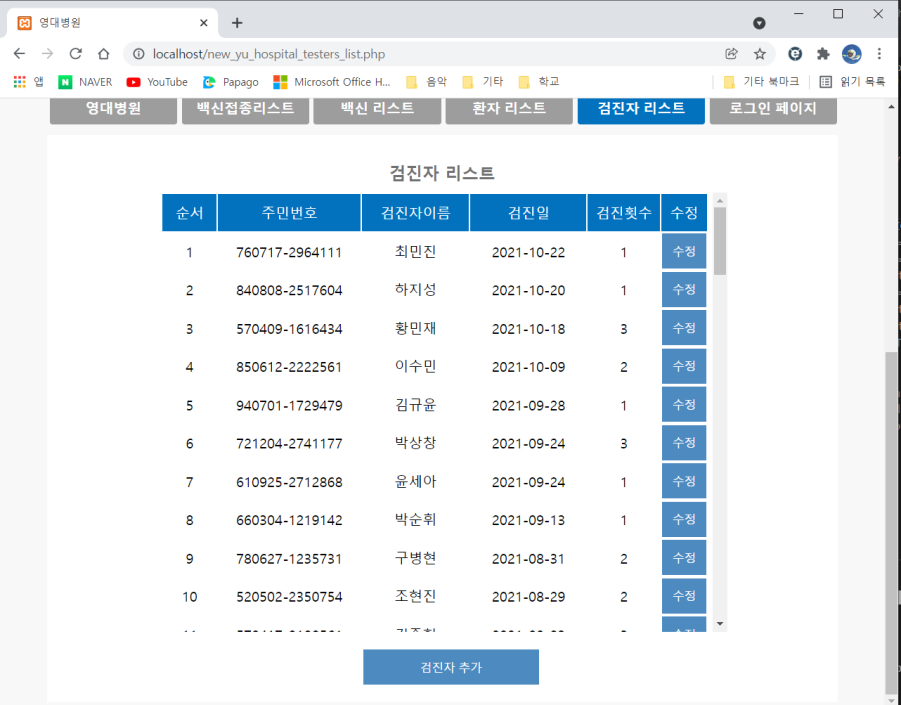 영대병원
localhost/new_yu_hospital_testers_list.php
앱 NAVER YouTube Papago Microsoft Office H... 음악 기타 학교 기타 북마크 읽기 목록
영대병원 백신접종리스트 백신 리스트 환자 리스트 검진자 리스트 로그인 페이지
검진자 리스트
순서 주민번호 검진자이름 검진일 검진횟수 수정
1 760717-2964111 최민진 2021-10-22 1 수정
2 840808-2517604 하지성 2021-10-20 1 수정
3 570409-1616434 황민재 2021-10-18 3 수정
4 850612-2222561 이수민 2021-10-09 2 수정
5 940701-1729479 김규윤 2021-09-28 1 수정
6 721204-2741177 박상창 2021-09-24 3 수정
7 610925-2712868 윤세아 2021-09-24 1 수정
8 660304-1219142 박순휘 2021-09-13 1 수정
9 780627-1235731 구병현 2021-08-31 2 수정
10 520502-2350754 조현진 2021-08-29 2 수정
검진자 추가